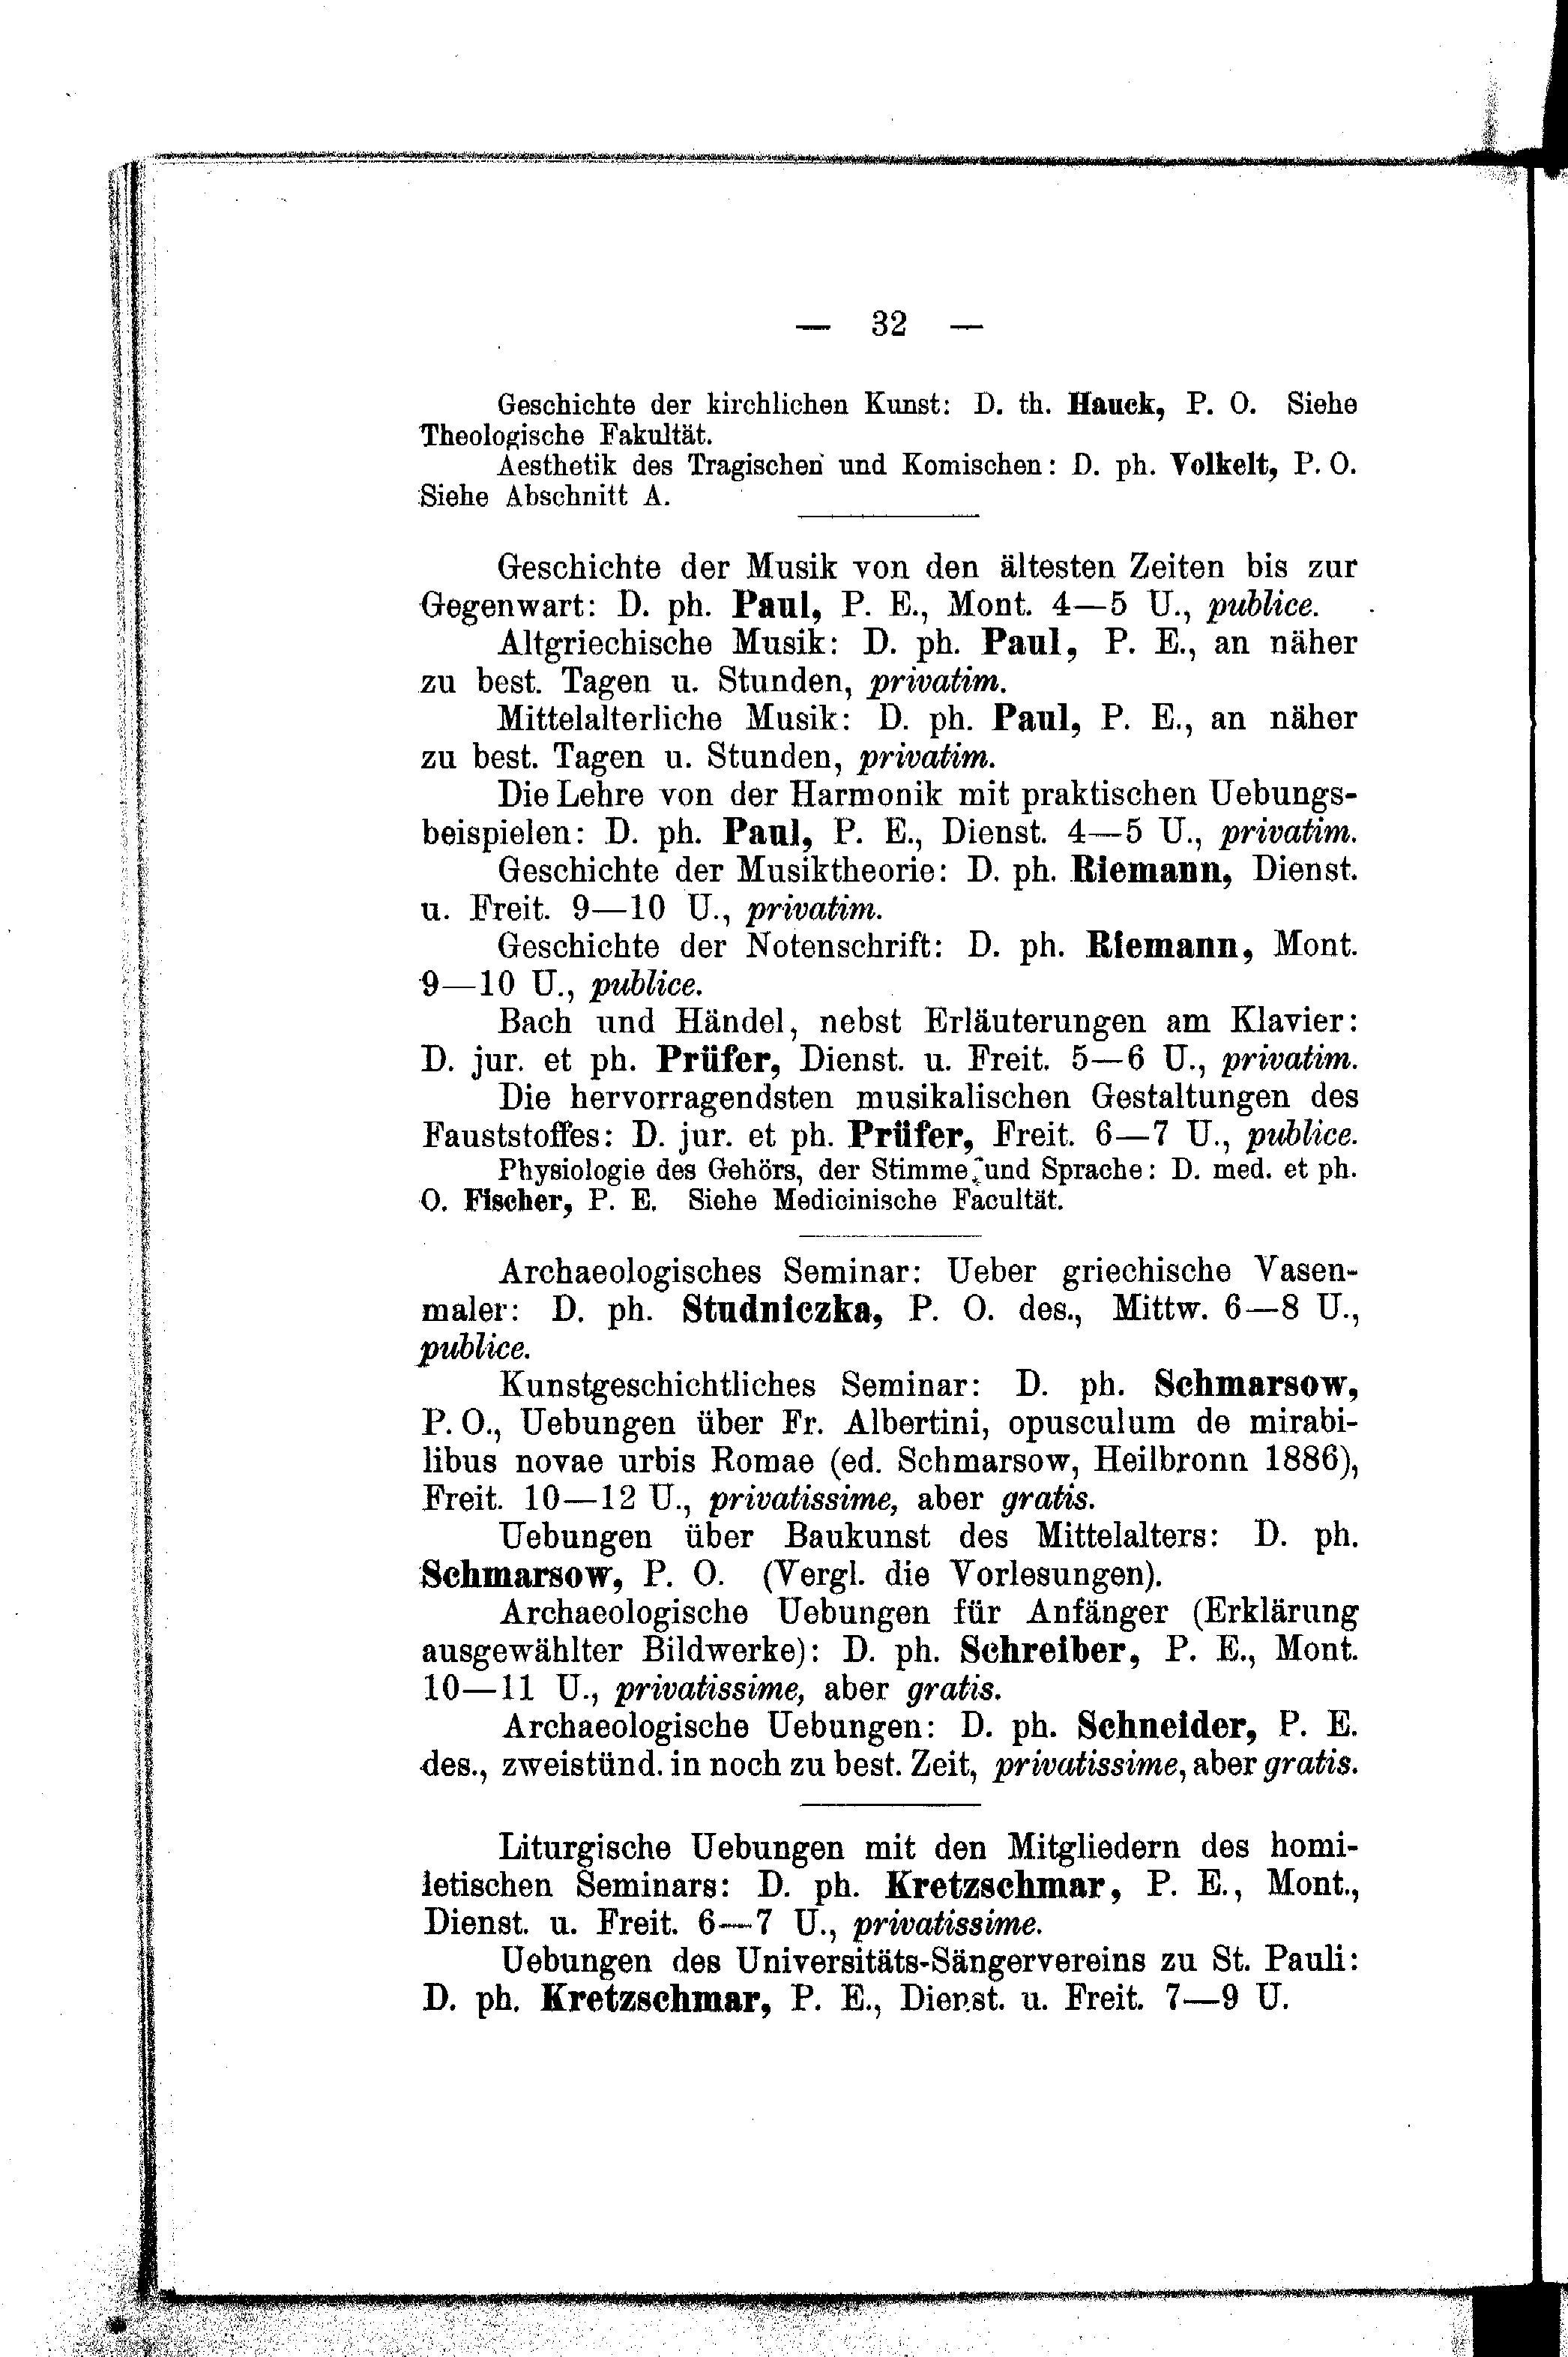 — 32 —
Geschichte der kirchlichen Kunst: D. th. Hauck, P. O. Siehe
Theologische Fakultät.
Aesthetik des Tragischen und Komischen: D. ph. Volkelt, P. O.
Siehe Abschnitt A.
Geschichte der Musik von den ältesten Zeiten bis zur
Gegenwart: D. ph. Paul, P. E., Mont. 4—5 U., publice.
Altgriechische Musik: D. ph. Paul, P. E., an näher
zu best. Tagen u. Stunden, privatim.
Mittelalterliche Musik: D. ph. Paul, P. E., an näher
zu best. Tagen u. Stunden, privatim.
Die Lehre von der Harmonik mit praktischen Uebungs-
beispielen: D. ph. Paul, P. E., Dienst. 4—5 U., privatim.
Geschichte der Musiktheorie: D. ph. Riemann, Dienst.
u. Freit. 9—10 U., privatim.
Geschichte der Notenschrift: D. ph. Riemann, Mont.
9—10 U., publice.
Bach und Händel, nebst Erläuterungen am Klavier:
D. jur. et ph. Prüfer, Dienst. u. Freit. 5—6 U., privatim.
Die hervorragendsten musikalischen Gestaltungen des
Fauststoffes: D. jur. et ph. Prüfer, Freit. 6—7 U., publice.
Physiologie des Gehörs, der Stimme und Sprache: D. med. et ph.
O. Fischer, P. E. Siehe Medicinische Facultät.
Archaeologisches Seminar: Ueber griechische Vasen-
maler: D. ph. Studniczka, P. O. des., Mittw. 6—8 U.,
publice.
Kunstgeschichtliches Seminar: D. ph. Schmarsow,
P. O., Uebungen über Fr. Albertini, opusculum de mirabi-
libus novae urbis Romae (ed. Schmarsow, Heilbronn 1886),
Freit. 10—12 U., privatissime, aber gratis.
Uebungen über Baukunst des Mittelalters: D. ph.
Schmarsow, P. O. (Vergl. die Vorlesungen).
Archaeologische Uebungen für Anfänger (Erklärung
ausgewählter Bildwerke): D. ph. Schreiber, P. E., Mont.
10—11 U., privatissime, aber gratis.
Archaeologische Uebungen: D. ph. Schneider, P. E.
des., zweistünd. in noch zu best. Zeit, privatissime, aber gratis.
Liturgische Uebungen mit den Mitgliedern des homi-
letischen Seminars: D. ph. Kretzschmar, P. E., Mont.,
Dienst. u. Freit. 6—7 U., privatissime.
Uebungen des Universitäts-Sängervereins zu St. Pauli:
D. ph. Kretzschmar, P. E., Dienst. u. Freit. 7—9 U.